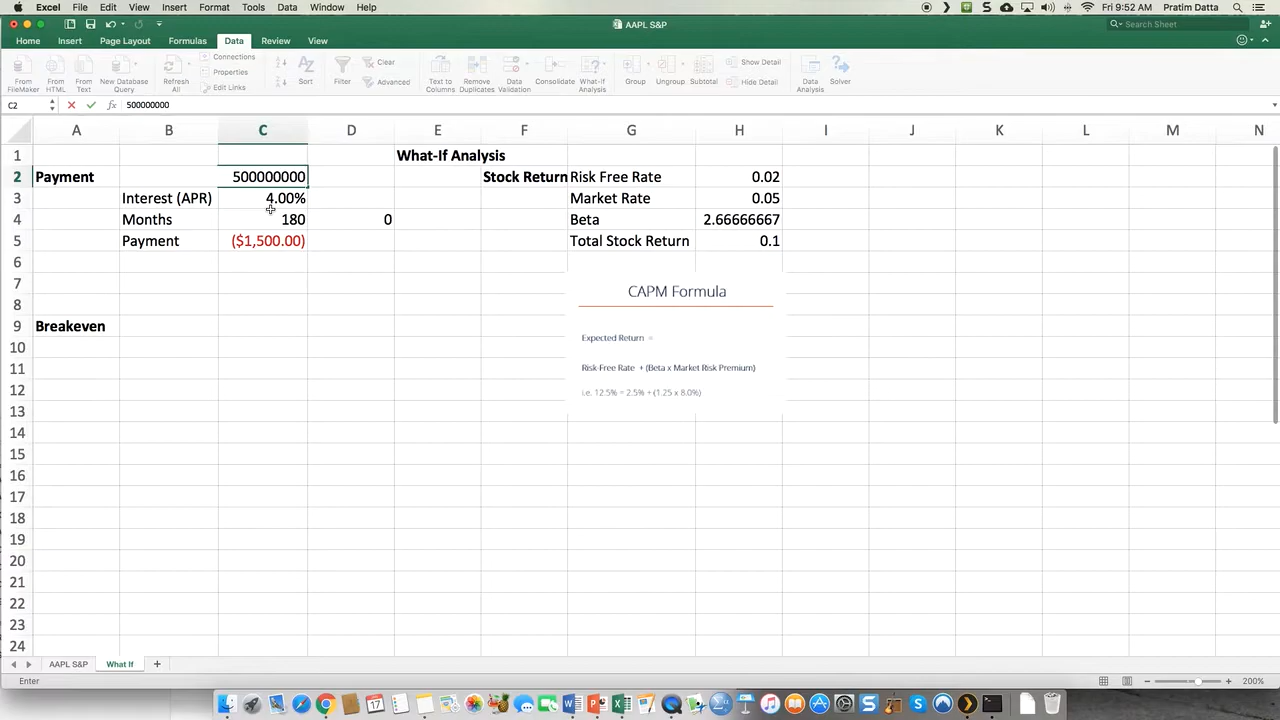 Excel File Edit View Insert Format Tools Data Window Help
Fri 9:52 AM Pratim Datta
AAPL S&P
Search Sheet
Home Insert Page Layout Formulas Data Review View
From FileMaker
From HTML
From Text
New Database Query
Refresh All
Connections
Properties
Edit Links
Sort
Filter
Clear
Advanced
Text to Columns
Remove Duplicates
Data Validation
Consolidate
What-If Analysis
Group
Ungroup
Subtotal
Show Detail
Hide Detail
Data Analysis
Solver
C2 fx 500000000
A B C D E F G H I J K L M N
1 What-If Analysis
2 Payment 500000000 Stock Return Risk Free Rate 0.02
3 Interest (APR) 4.00% Market Rate 0.05
4 Months 180 0 Beta 2.66666667
5 Payment ($1,500.00) Total Stock Return 0.1
6
7
CAPM Formula
8
9 Breakeven
Expected Return =
10
11
Risk-Free Rate + (Beta x Market Risk Premium)
12
i.e. 12.5% = 2.5% + (1.25 x 8.0%)
13
14
15
16
17
18
19
20
21
22
23
24
AAPL S&P What If +
Enter
200%
17